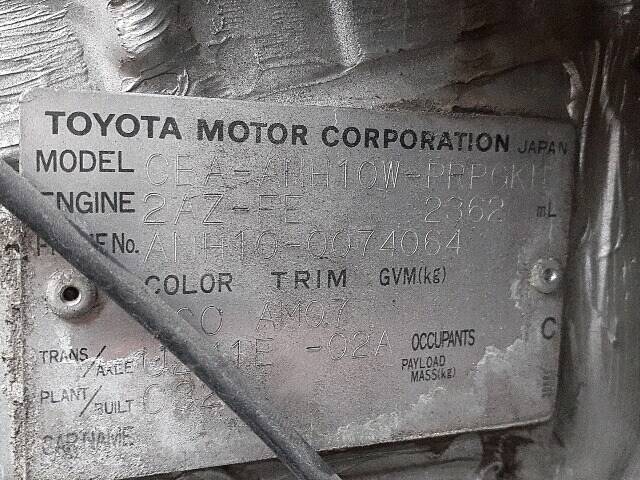 TOYOTA MOTOR CORPORATION JAPAN
MODEL CBA-ANH10W-PRPGK
ENGINE 2AZ-FE 2362 mL
No. ANH10-0074064
COLOR TRIM GVM(kg)
AM07
TRANS/AXLE -02A OCCUPANTS C
PAYLOAD MASS(kg)
PLANT/BUILT
CAR NAME